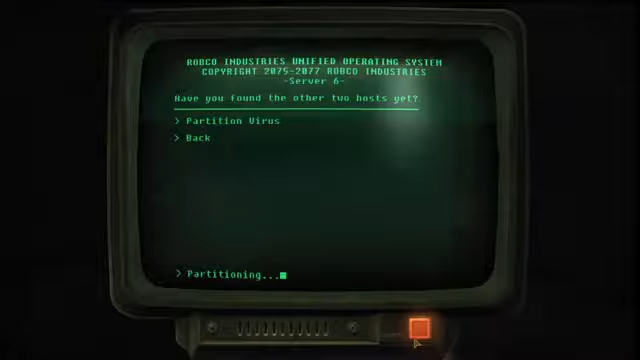 ROBCO INDUSTRIES UNIFIED OPERATING SYSTEM
COPYRIGHT 2075-2077 ROBCO INDUSTRIES
-Server 6-
Have you found the other two hosts yet?
> Partition Virus
> Back
> Partitioning...